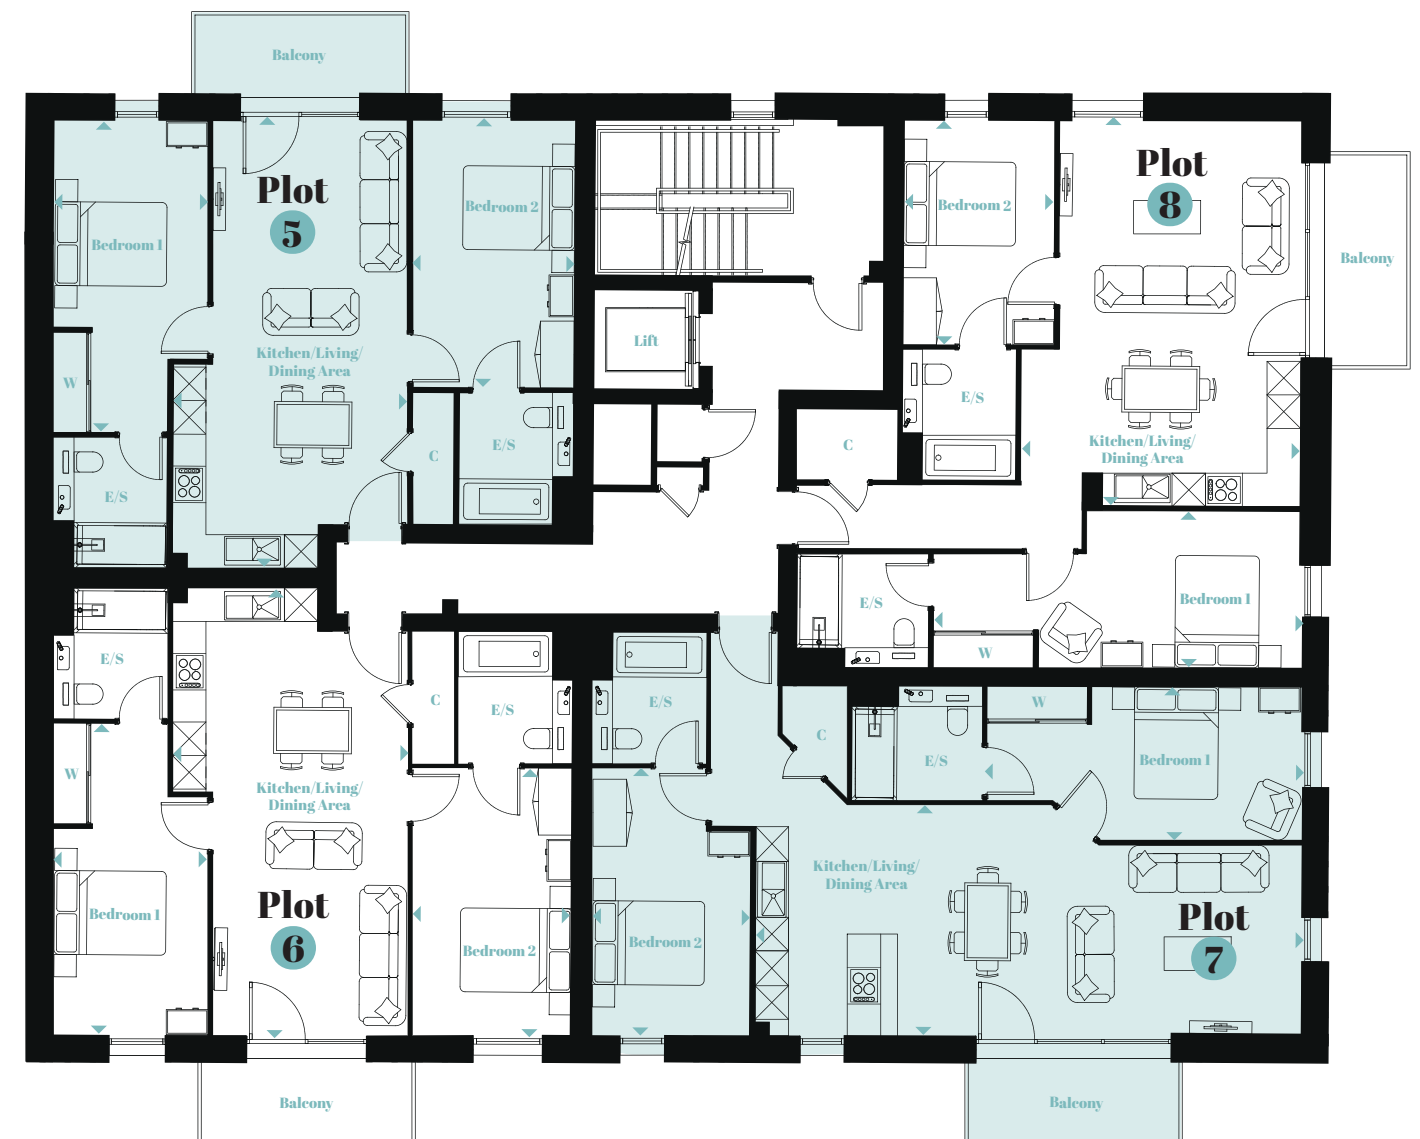 Balcony
Plot
5
Bedroom 1
Bedroom 2
Kitchen/Living/
Dining Area
W
E/S
C
E/S
Lift
Plot
8
Bedroom 2
Balcony
E/S
C
Kitchen/Living/
Dining Area
E/S
W
Bedroom 1
E/S
W
C
E/S
Kitchen/Living/
Dining Area
Plot
6
Bedroom 1
Bedroom 2
Balcony
E/S
C
E/S
W
Bedroom 1
Kitchen/Living/
Dining Area
Bedroom 2
Plot
7
Balcony